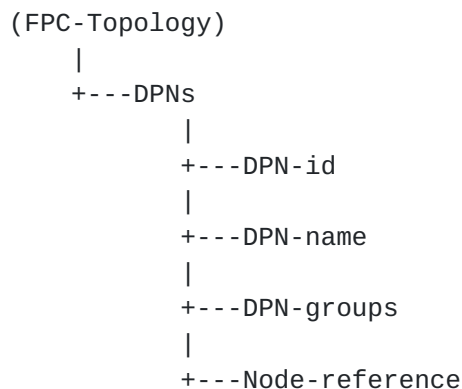 (FPC-Topology)
|
+---DPNs
|
+---DPN-id
|
+---DPN-name
|
+---DPN-groups
|
+---Node-reference